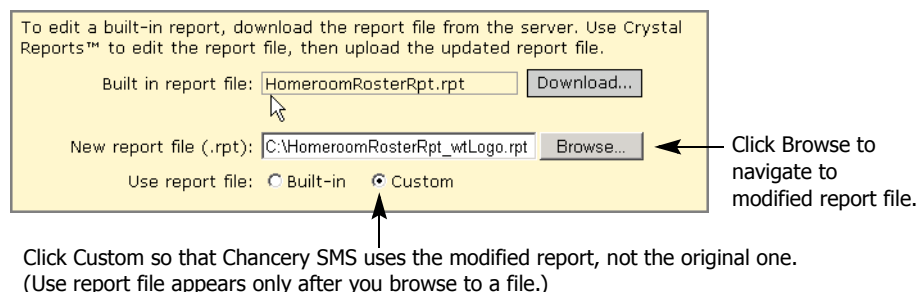 To edit a built-in report, download the report file from the server. Use Crystal
Reports™ to edit the report file, then upload the updated report file.
Built in report file: HomeroomRosterRpt.rpt Download...
New report file (.rpt): C:\HomeroomRosterRpt_wtLogo.rpt Browse...
Use report file: Built-in Custom
Click Browse to
navigate to
modified report file.
Click Custom so that Chancery SMS uses the modified report, not the original one.
(Use report file appears only after you browse to a file.)